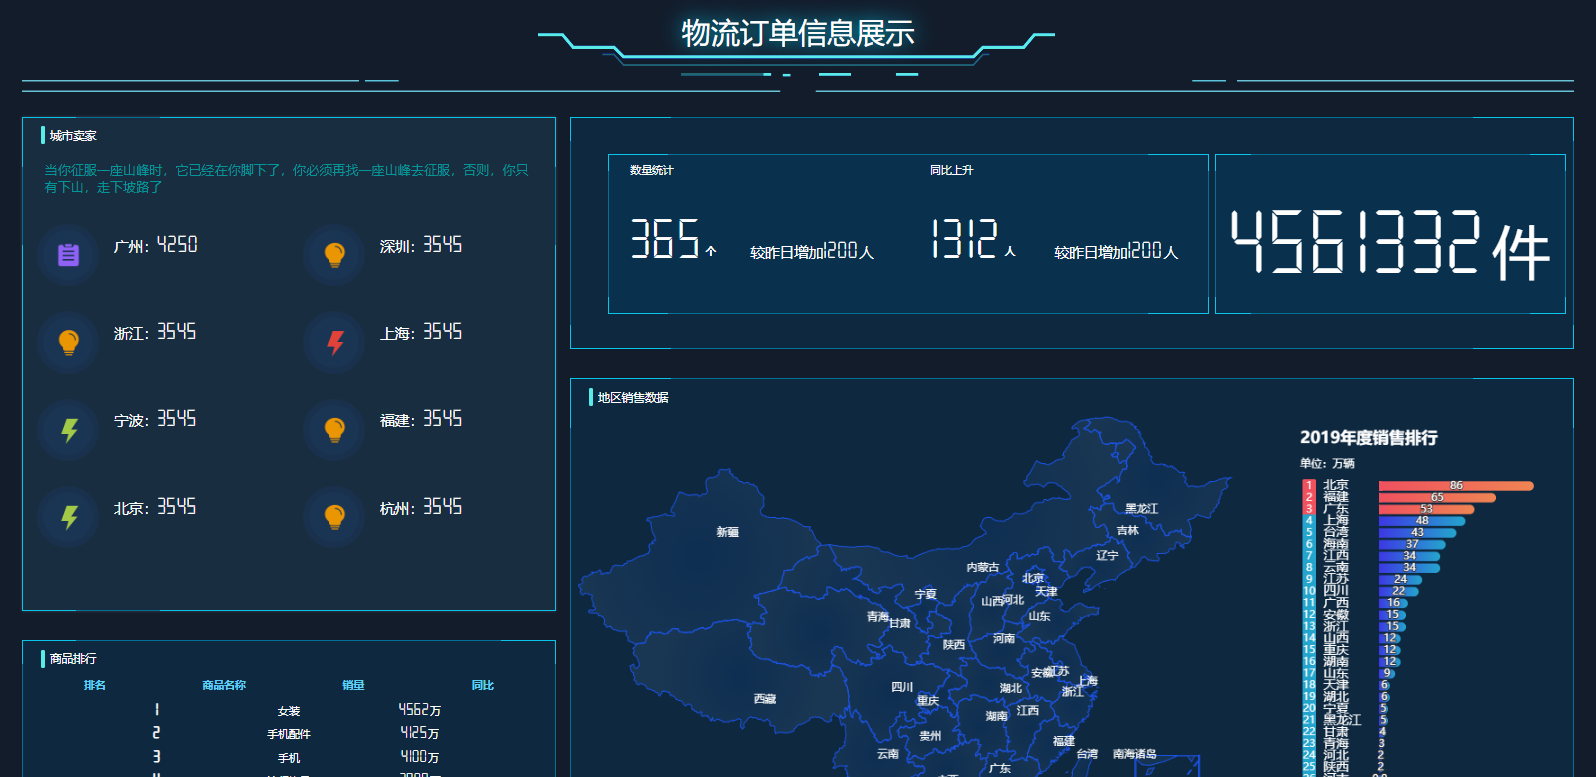 物流订单信息展示
城市卖家
当你征服一座山峰时，它已经在你脚下了，你必须再找一座山峰去征服，否则，你只
有下山，走下坡路了
广州：4250
深圳：3545
浙江：3545
上海：3545
宁波：3545
福建：3545
北京：3545
杭州：3545
商品排行
排名 商品名称 销量 同比
1 女装 4562万
2 手机配件 4125万
3 手机 4100万
数量统计
同比上升
365个 较昨日增加1200人
1312人 较昨日增加1200人
4561332件
地区销售数据
黑龙江
新疆
吉林
辽宁
内蒙古
北京
宁夏
天津
山西
河北
青海
甘肃
山东
陕西
河南
安徽
江苏
上海
四川
湖北
浙江
西藏
重庆
江西
湖南
贵州
福建
云南
台湾
南海诸岛
广东
2019年度销售排行
单位：万辆
1 北京 86
2 福建 65
3 广东 53
4 上海 48
5 台湾 43
6 海南 37
7 江西 34
8 云南 34
9 江苏 24
10 四川 22
11 广西 16
12 安徽 15
13 浙江 15
14 山西 12
15 重庆 12
16 湖南 12
17 山东 9
18 天津 6
19 湖北 6
20 宁夏 5
21 黑龙江 5
22 甘肃 4
23 青海 3
24 河北 2
25 陕西 2